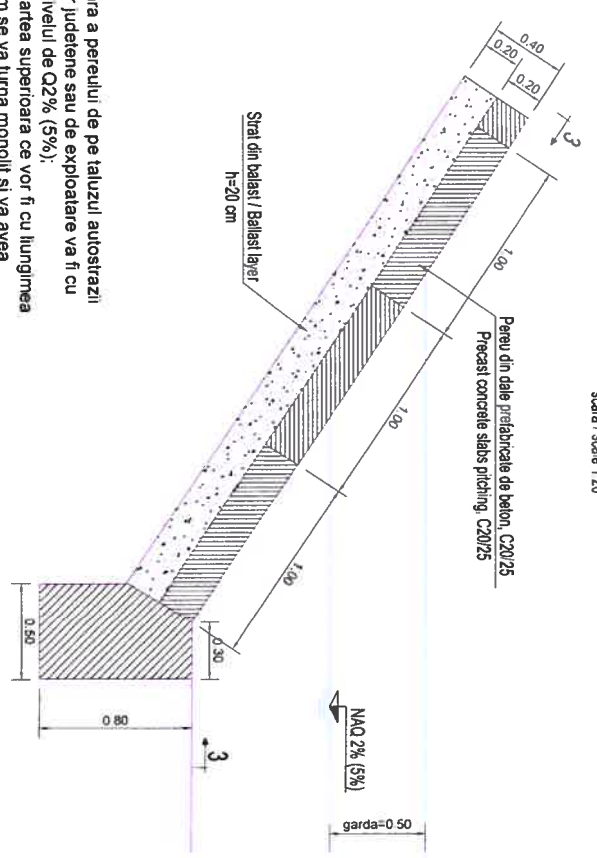 scara / scale 1:20
0.40
0.20
0.20
3
1.00
1.00
1.00
Pereu din dale prefabricate de beton, C20/25
Precast concrete slabs pitching, C20/25
Strat din balast / Ballast layer
h=20 cm
NAQ 2% (5%)
garda=0.50
0.30
0.50
0.80
3
ara a pereului de pe taluzul autostrazii
judetene sau de exploatare va fi cu
ivelul de Q2% (5%);
artea superioara ce vor fi cu liungimea
se va turna monolit si va avea